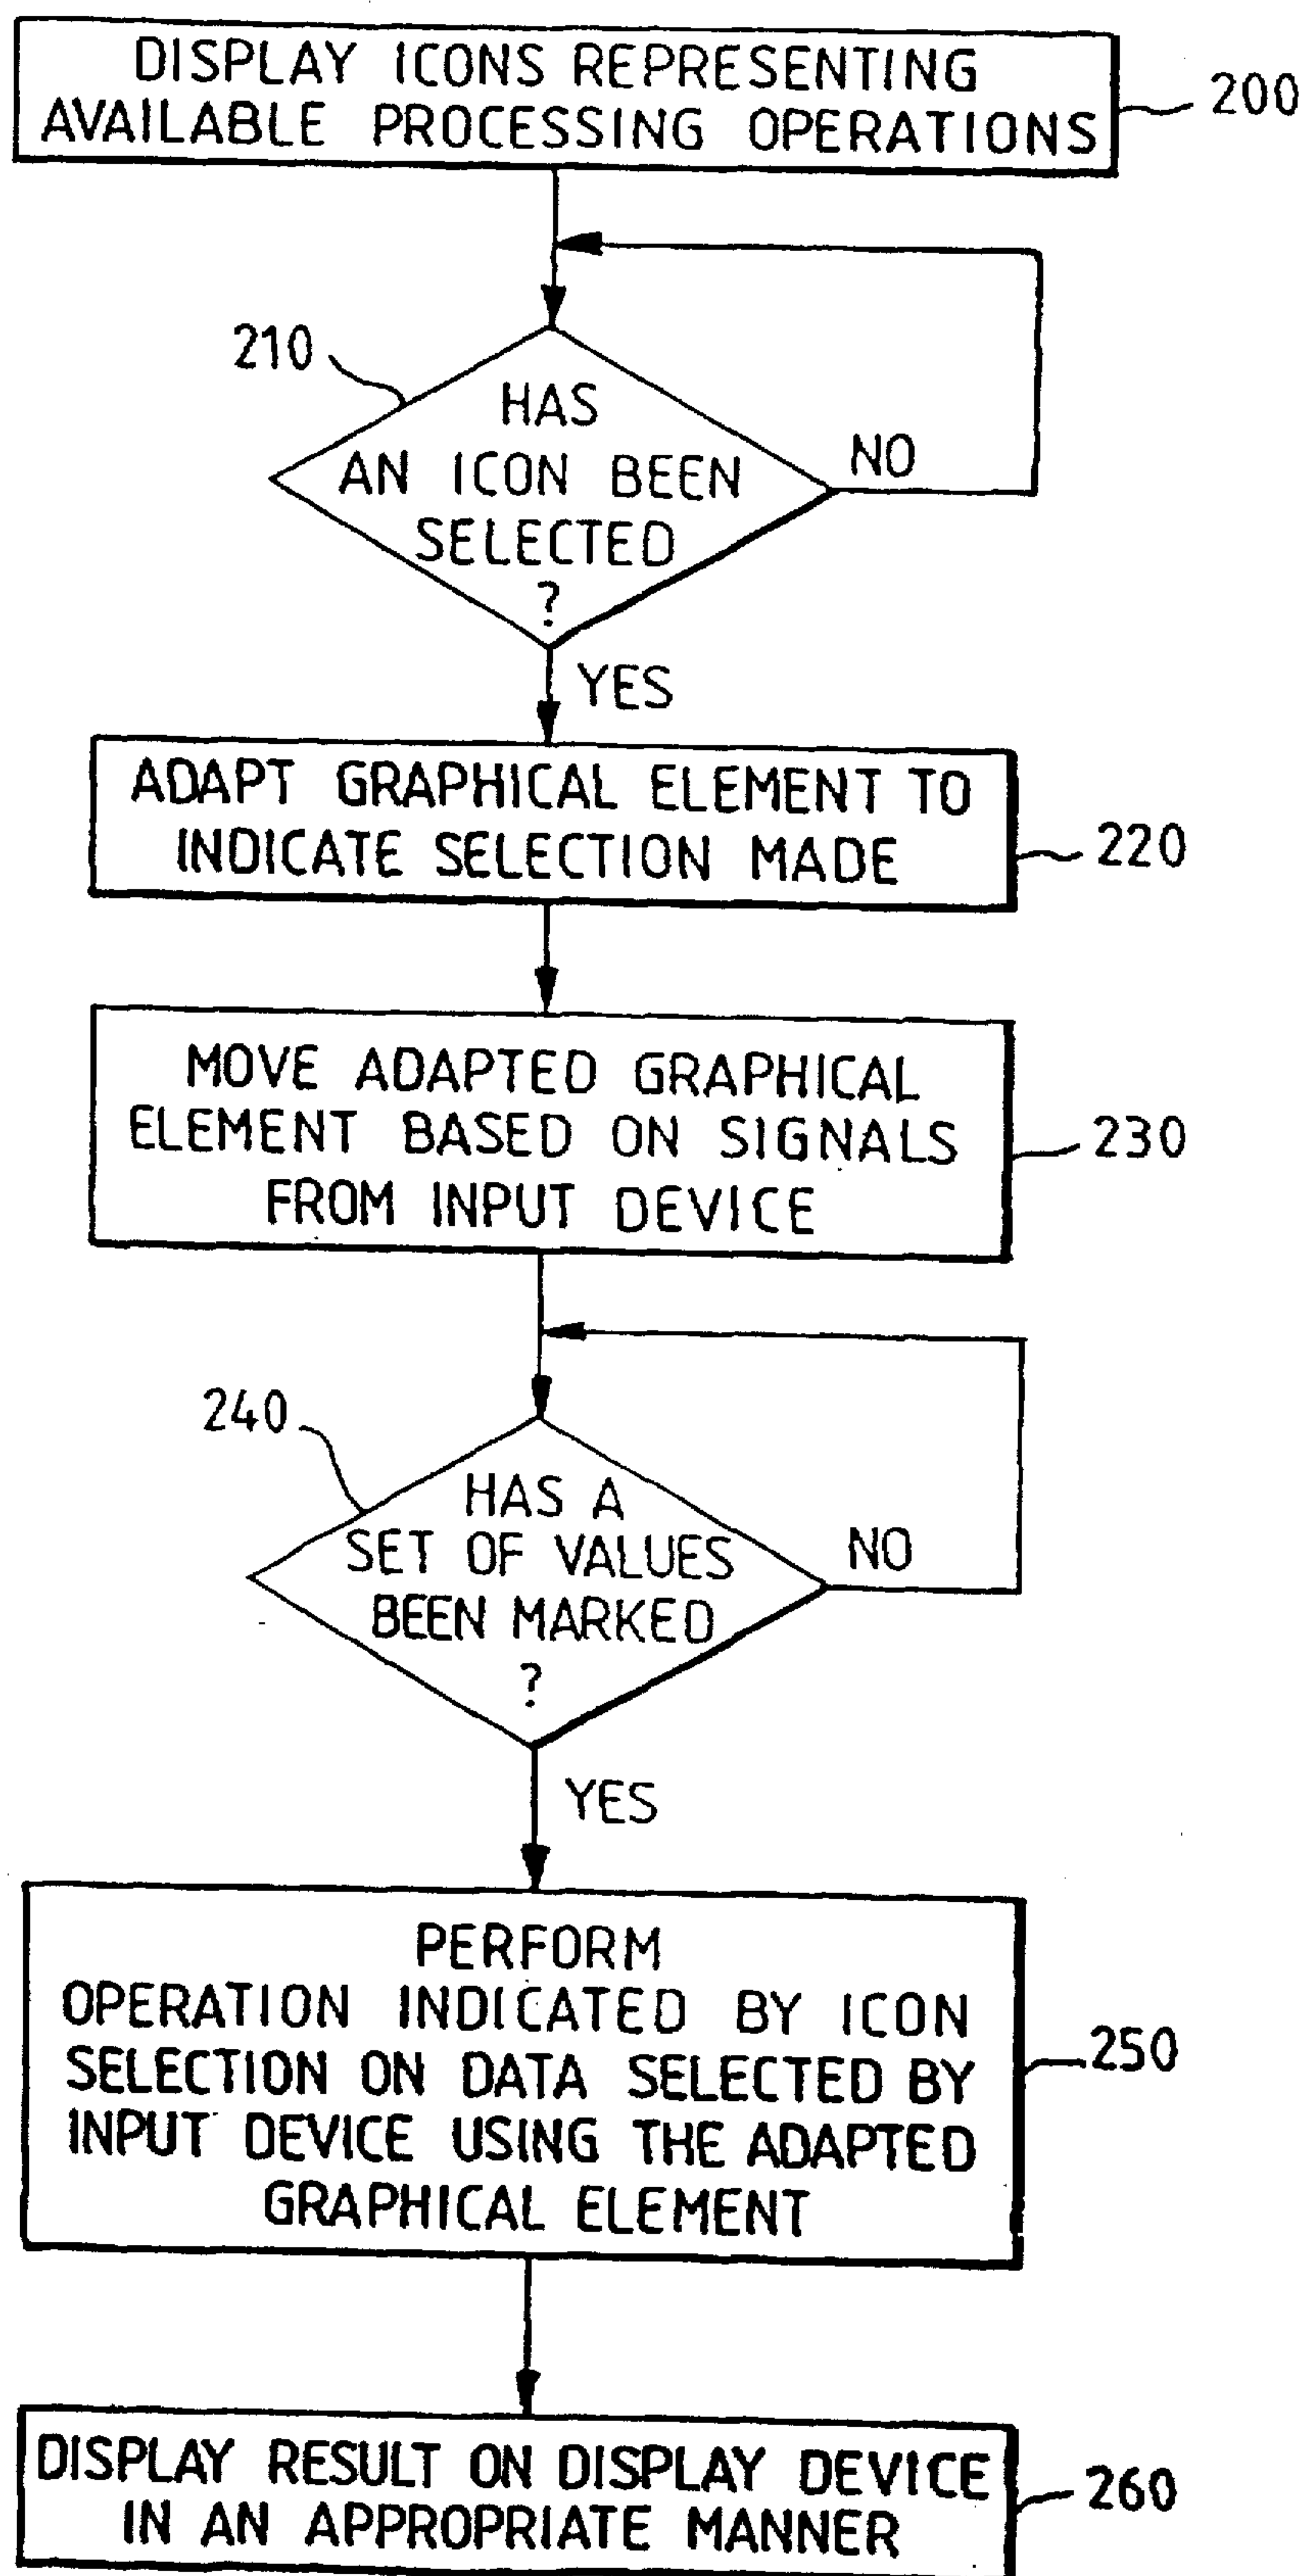 DISPLAY ICONS REPRESENTING
AVAILABLE PROCESSING OPERATIONS
200
210
HAS
AN ICON BEEN
SELECTED
?
NO
YES
ADAPT GRAPHICAL ELEMENT TO
INDICATE SELECTION MADE
220
MOVE ADAPTED GRAPHICAL
ELEMENT BASED ON SIGNALS
FROM INPUT DEVICE
230
240
HAS A
SET OF VALUES
BEEN MARKED
?
NO
YES
PERFORM
OPERATION INDICATED BY ICON
SELECTION ON DATA SELECTED BY
INPUT DEVICE USING THE ADAPTED
GRAPHICAL ELEMENT
250
DISPLAY RESULT ON DISPLAY DEVICE
IN AN APPROPRIATE MANNER
260